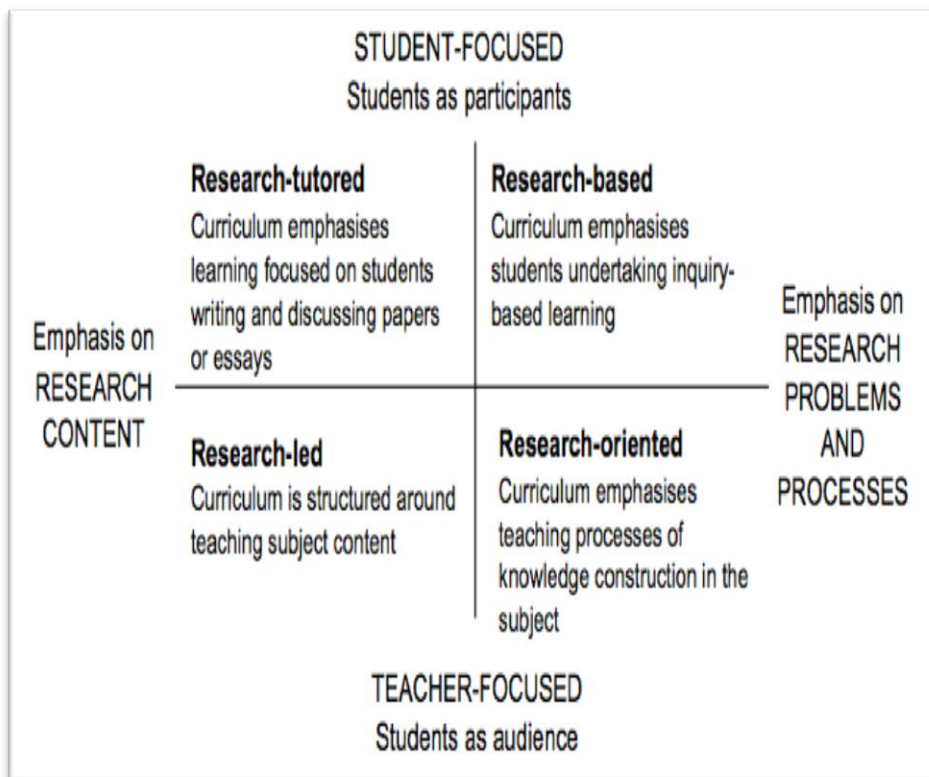 STUDENT-FOCUSED
Students as participants
Research-tutored
Curriculum emphasises
learning focused on students
writing and discussing papers
or essays
Research-based
Curriculum emphasises
students undertaking inquiry-
based learning
Emphasis on
RESEARCH
CONTENT
Emphasis on
RESEARCH
PROBLEMS
AND
PROCESSES
Research-led
Curriculum is structured around
teaching subject content
Research-oriented
Curriculum emphasises
teaching processes of
knowledge construction in the
subject
TEACHER-FOCUSED
Students as audience